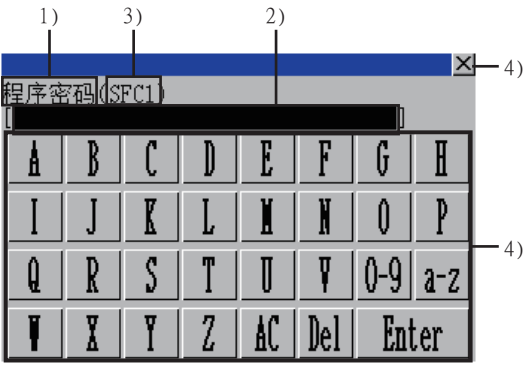 1) 3) 2)
× 4)
程序密码(SFC1)
[ ]
A B C D E F G H
I J K L M N O P
4)
Q R S T U V 0-9 a-z
W X Y Z AC Del Enter